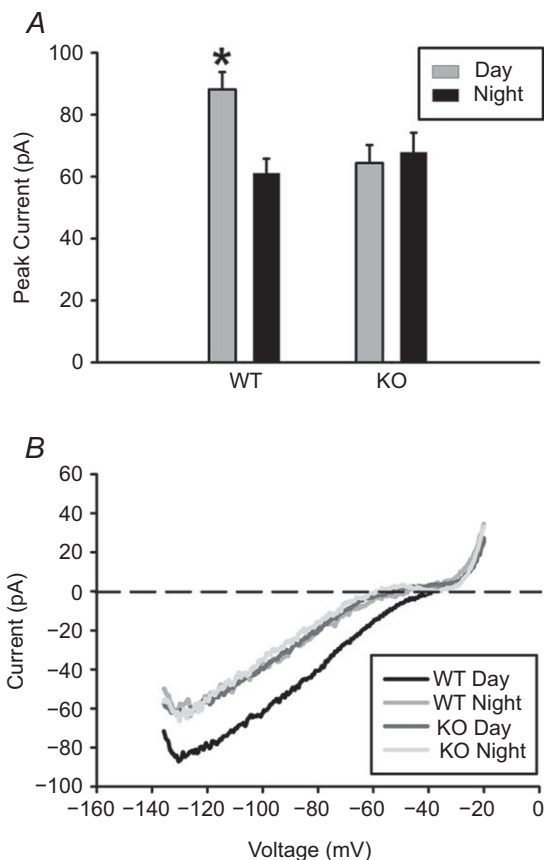 A
100
80
60
40
20
0
Peak Current (pA)
*
Day
Night
WT
KO
B
60
40
20
0
−20
−40
−60
−80
−100
Current (pA)
WT Day
WT Night
KO Day
KO Night
−160 −140 −120 −100 −80 −60 −40 −20 0
Voltage (mV)